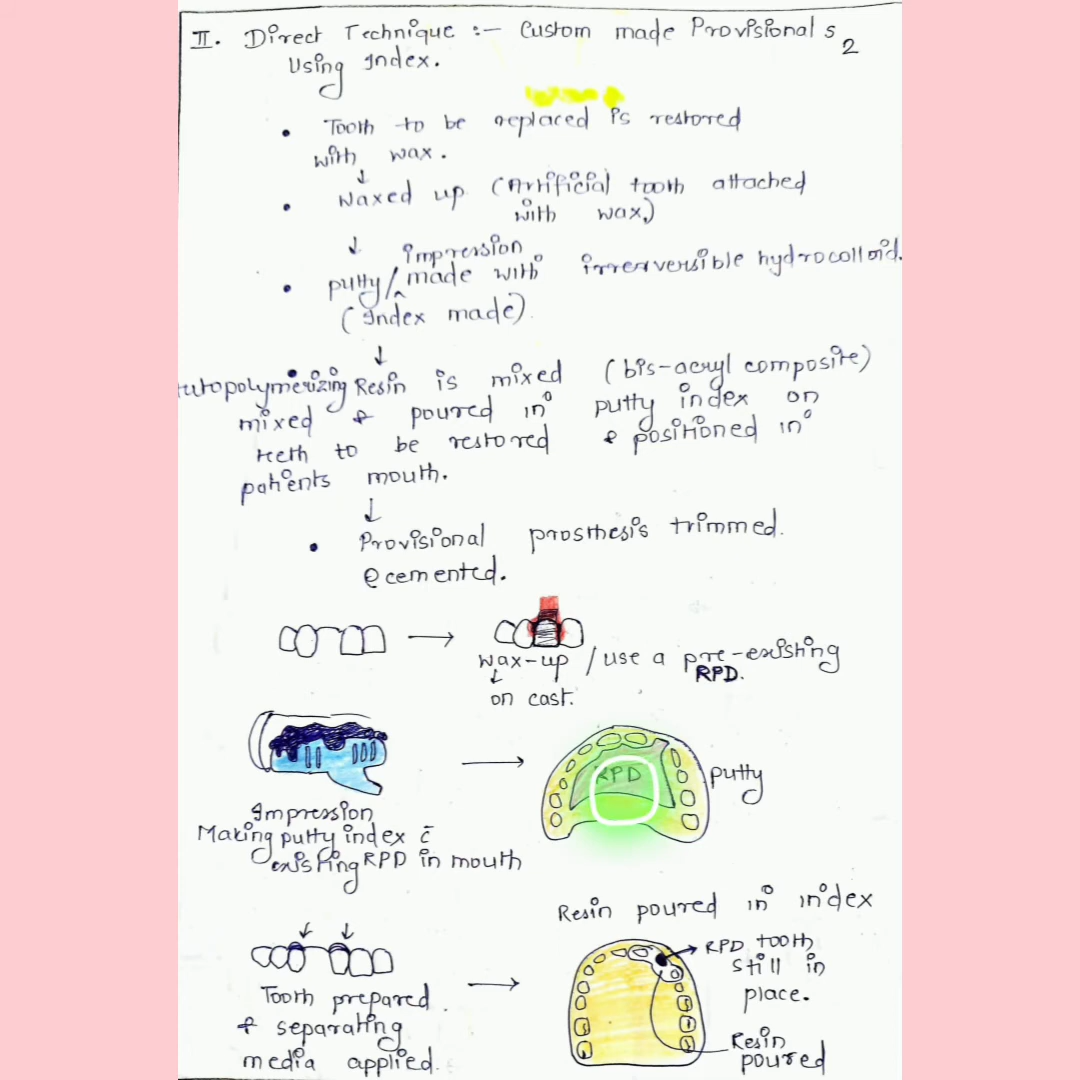 II. Direct Technique :- Custom made Provisionals 2
Using Index.
• Tooth to be replaced is restored
with wax.
↓
• Waxed up (Artificial tooth attached
with wax)
↓ impression
• putty/ made with irreversible hydrocolloid.
(Index made).
↓
utopolymerizing Resin is mixed (bis-acryl composite)
mixed & poured in putty index on
teeth to be restored & positioned in
patients mouth.
↓
• Provisional prosthesis trimmed.
& cemented.
wax-up / use a pre-existing
RPD.
↓
on cast.
RPD
putty
Impression
Making putty index c̄
existing RPD in mouth
Resin poured in index
RPD tooth
still in
place.
Tooth prepared
& separating
media applied.
Resin
poured